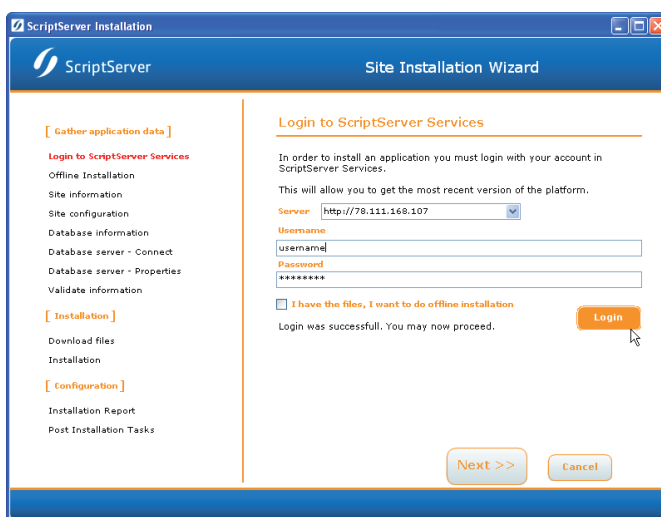 ScriptServer Installation
ScriptServer
Site Installation Wizard
[ Gather application data ]
Login to ScriptServer Services
Offline Installation
Site information
Site configuration
Database information
Database server - Connect
Database server - Properties
Validate information
[ Installation ]
Download files
Installation
[ Configuration ]
Installation Report
Post Installation Tasks
Login to ScriptServer Services
In order to install an application you must login with your account in
ScriptServer Services.
This will allow you to get the most recent version of the platform.
Server http://78.111.168.107
Username
username
Password
********
I have the files, I want to do offline installation
Login was successfull. You may now proceed.
Login
Next >>
Cancel